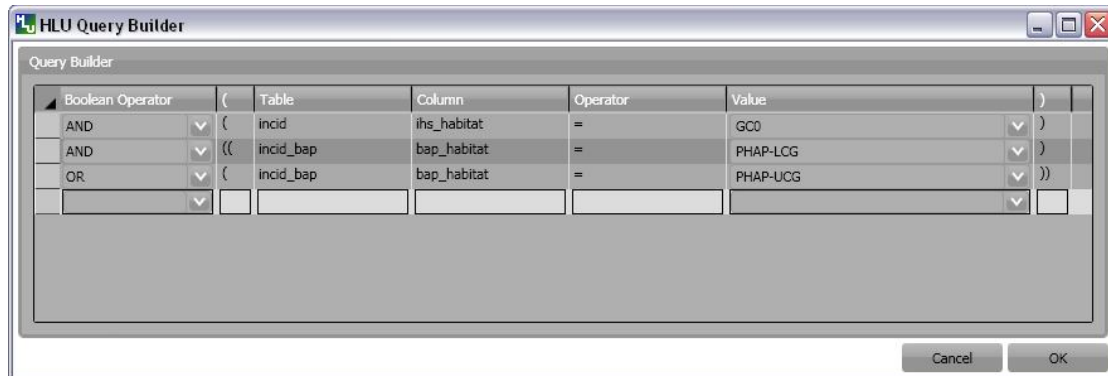 HLU HLU Query Builder
Query Builder
Boolean Operator ( Table Column Operator Value )
AND ( incid ihs_habitat = GC0 )
AND (( incid_bap bap_habitat = PHAP-LCG )
OR ( incid_bap bap_habitat = PHAP-UCG ))
Cancel OK